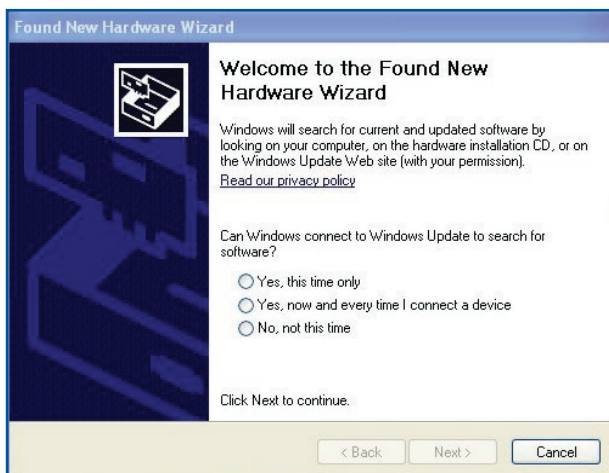 Found New Hardware Wizard
Welcome to the Found New
Hardware Wizard
Windows will search for current and updated software by
looking on your computer, on the hardware installation CD, or on
the Windows Update Web site (with your permission).
Read our privacy policy
Can Windows connect to Windows Update to search for
software?
Yes, this time only
Yes, now and every time I connect a device
No, not this time
Click Next to continue.
< Back
Next >
Cancel